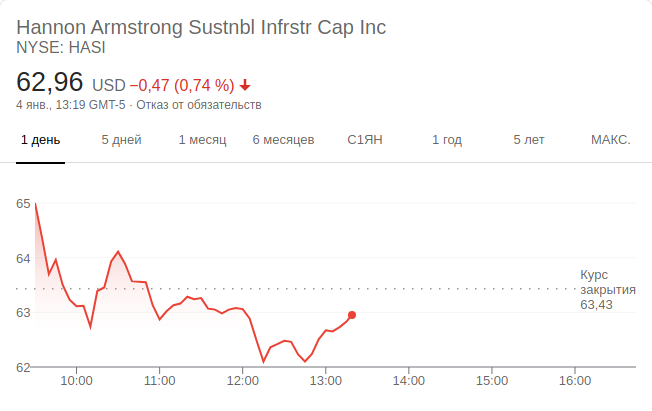 Hannon Armstrong Sustnbl Infrstr Cap Inc
NYSE: HASI
62,96 USD −0,47 (0,74 %)
4 янв., 13:19 GMT-5 · Отказ от обязательств
1 день 5 дней 1 месяц 6 месяцев С1ЯН 1 год 5 лет МАКС.
65
64
Курс
закрытия
63,43
63
62
10:00 11:00 12:00 13:00 14:00 15:00 16:00